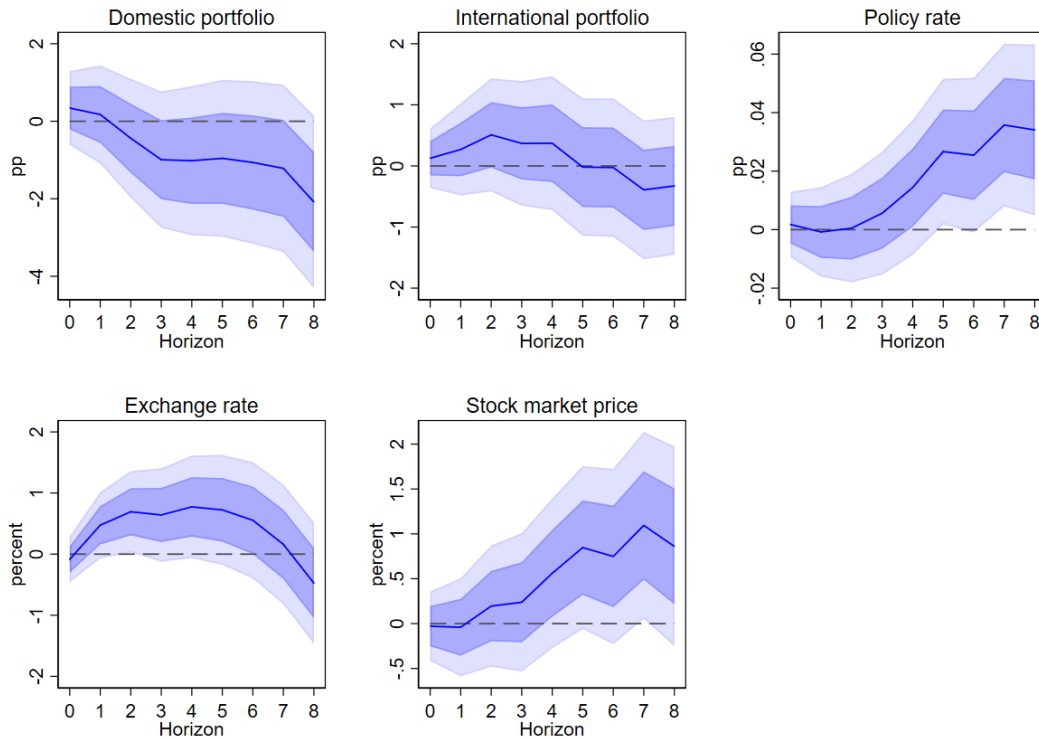 Domestic portfolio
2
0
-2
-4
pp
0 1 2 3 4 5 6 7 8
Horizon
International portfolio
2
1
0
-1
-2
pp
0 1 2 3 4 5 6 7 8
Horizon
Policy rate
.06
.04
.02
0
-.02
pp
0 1 2 3 4 5 6 7 8
Horizon
Exchange rate
2
1
0
-1
-2
percent
0 1 2 3 4 5 6 7 8
Horizon
Stock market price
2
1.5
1
.5
0
-.5
percent
0 1 2 3 4 5 6 7 8
Horizon